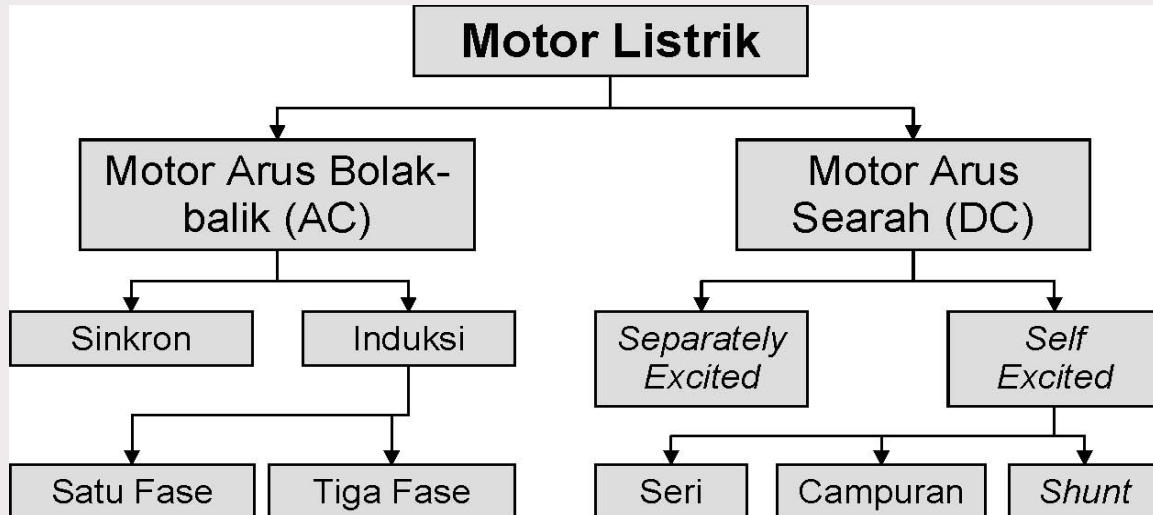 Motor Listrik
Motor Arus Bolak-
balik (AC)
Motor Arus
Searah (DC)
Sinkron
Induksi
Separately
Excited
Self
Excited
Satu Fase
Tiga Fase
Seri
Campuran
Shunt